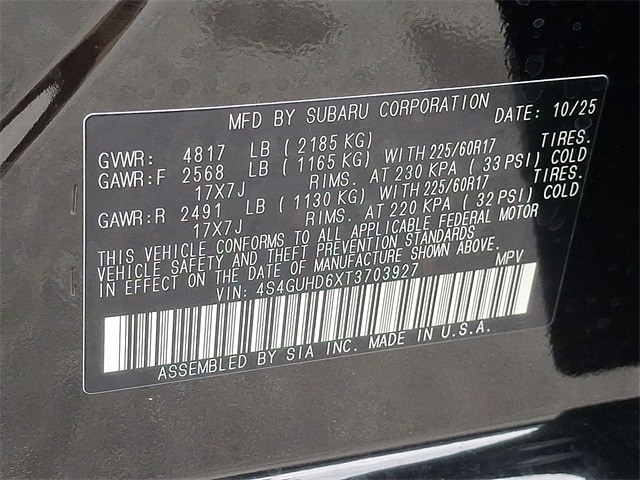 MFD BY SUBARU CORPORATION DATE: 10/25
GVWR: 4817 LB ( 2185 KG)
GAWR:F 2568 LB ( 1165 KG) WITH 225/60R17 TIRES.
17X7J RIMS. AT 230 KPA ( 33 PSI) COLD
GAWR:R 2491 LB ( 1130 KG) WITH 225/60R17 TIRES.
17X7J RIMS. AT 220 KPA ( 32 PSI) COLD
THIS VEHICLE CONFORMS TO ALL APPLICABLE FEDERAL MOTOR
VEHICLE SAFETY AND THEFT PREVENTION STANDARDS
IN EFFECT ON THE DATE OF MANUFACTURE SHOWN ABOVE.
VIN: 4S4GUHD6XT3703927 MPV
ASSEMBLED BY SIA INC. MADE IN U.S.A.